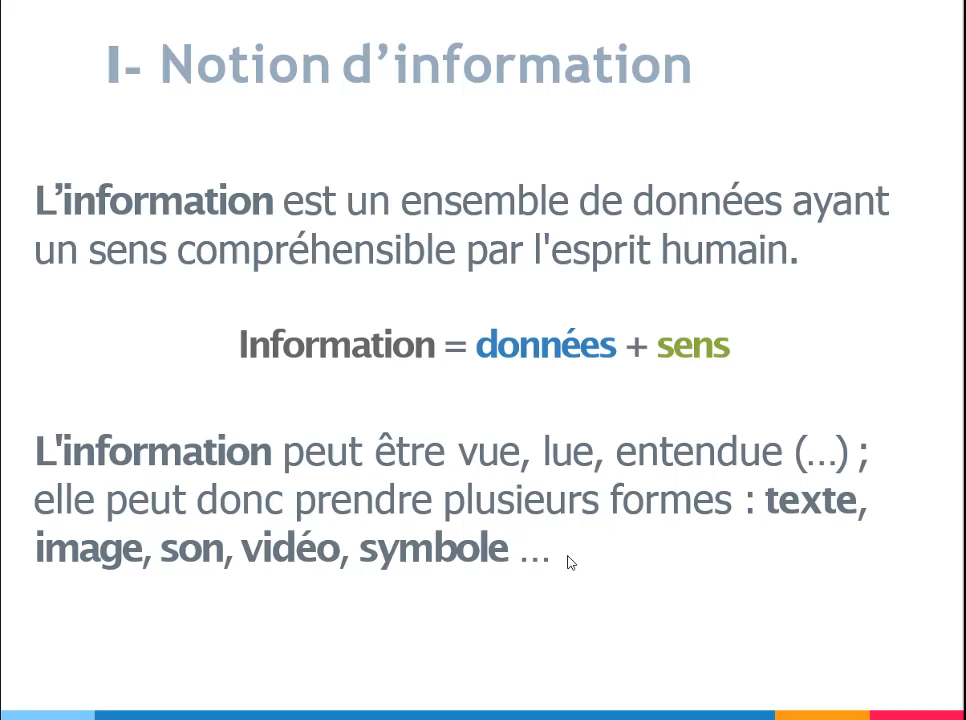 I- Notion d’information
L’information est un ensemble de données ayant
un sens compréhensible par l'esprit humain.
Information = données + sens
L'information peut être vue, lue, entendue (…) ;
elle peut donc prendre plusieurs formes : texte,
image, son, vidéo, symbole …